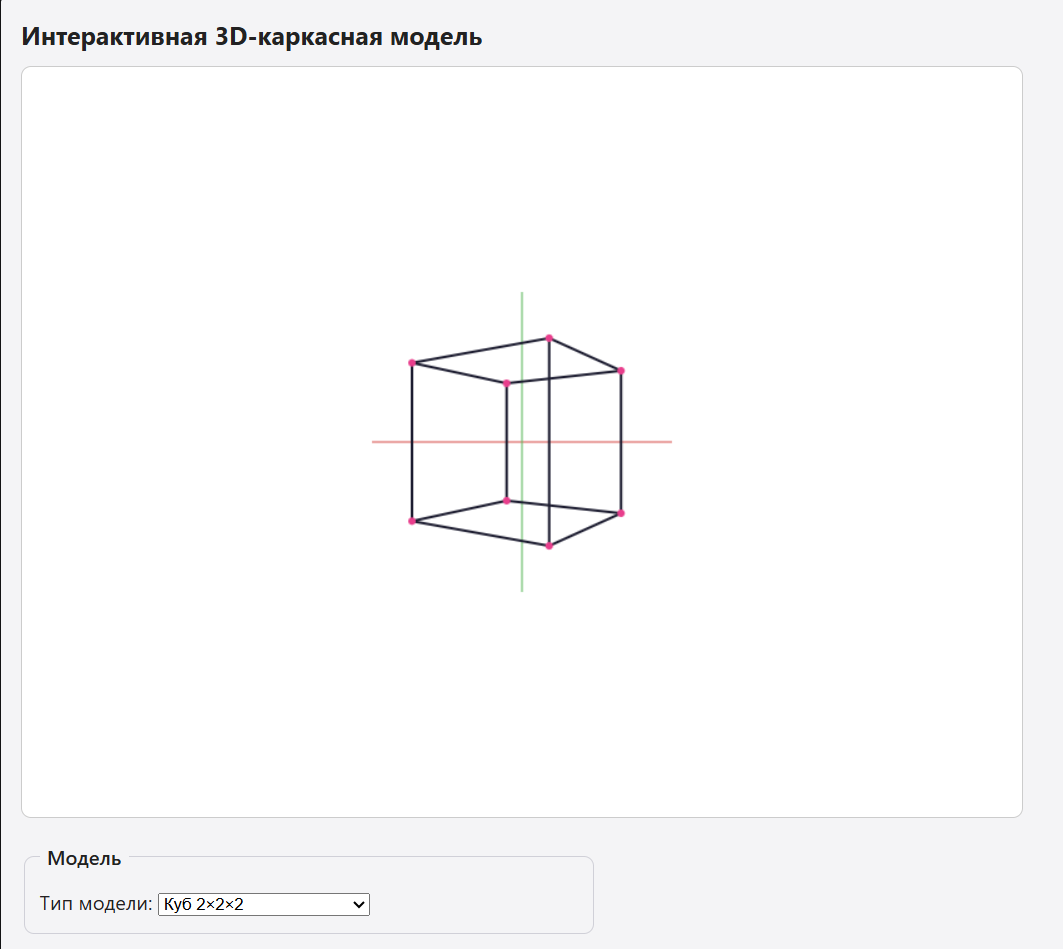 Интерактивная 3D-каркасная модель
Модель
Тип модели: Куб 2×2×2